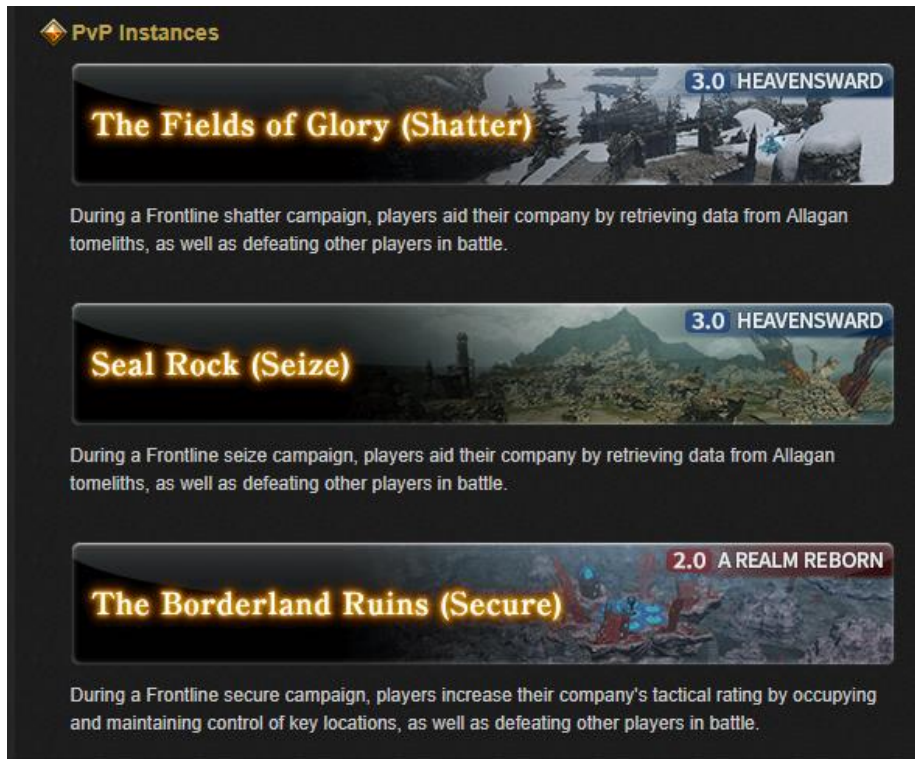 PvP Instances
3.0 HEAVENSWARD
The Fields of Glory (Shatter)
During a Frontline shatter campaign, players aid their company by retrieving data from Allagan
tomeliths, as well as defeating other players in battle.
3.0 HEAVENSWARD
Seal Rock (Seize)
During a Frontline seize campaign, players aid their company by retrieving data from Allagan
tomeliths, as well as defeating other players in battle.
2.0 A REALM REBORN
The Borderland Ruins (Secure)
During a Frontline secure campaign, players increase their company's tactical rating by occupying
and maintaining control of key locations, as well as defeating other players in battle.